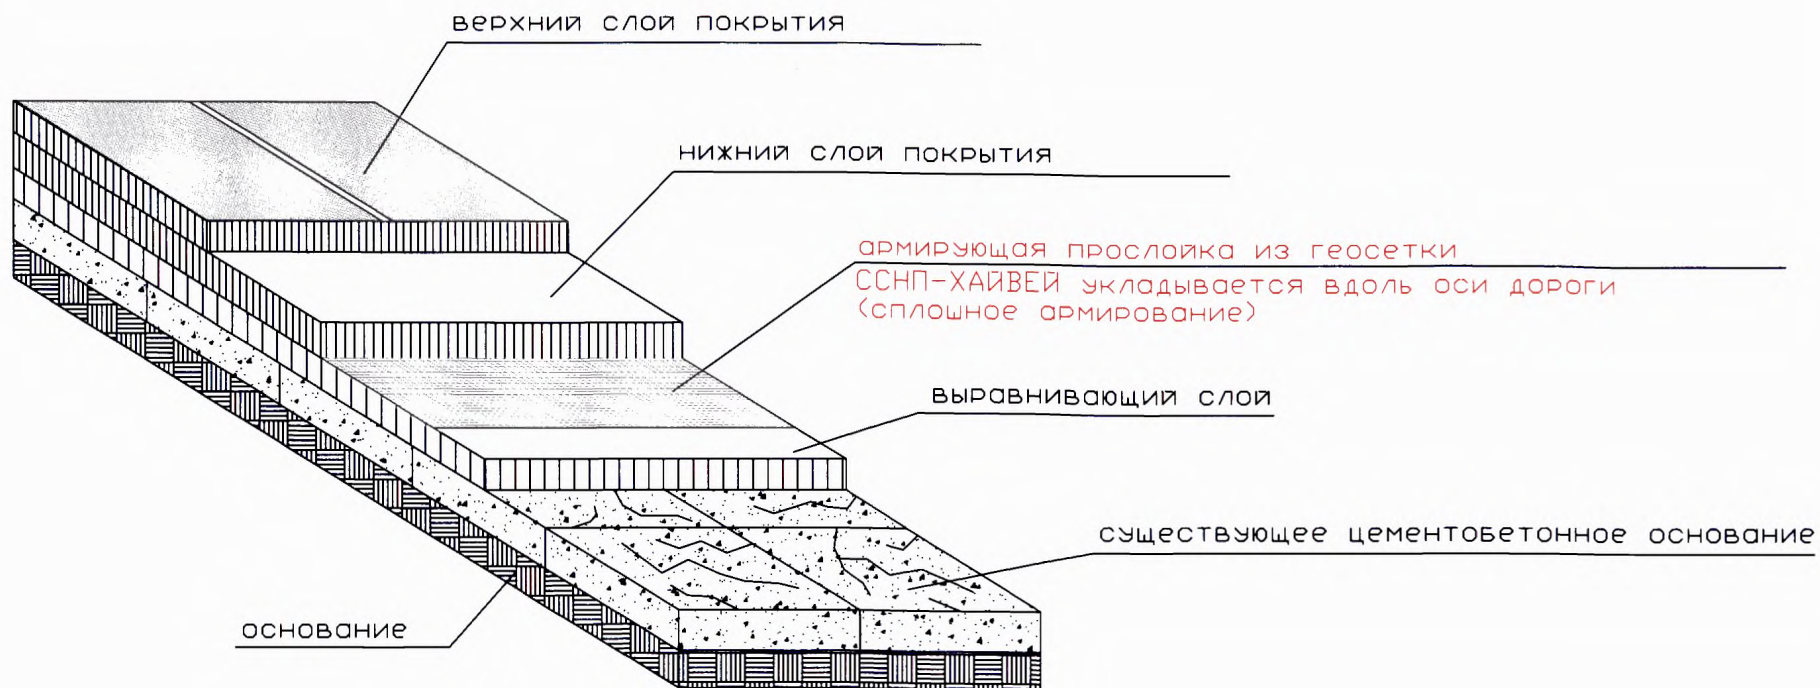 верхний слой покрытия
нижний слой покрытия
армирующая прослойка из геосетки
ССНП-ХАЙВЕЙ укладывается вдоль оси дороги
(сплошное армирование)
выравнивающий слой
существующее цементобетонное основание
основание